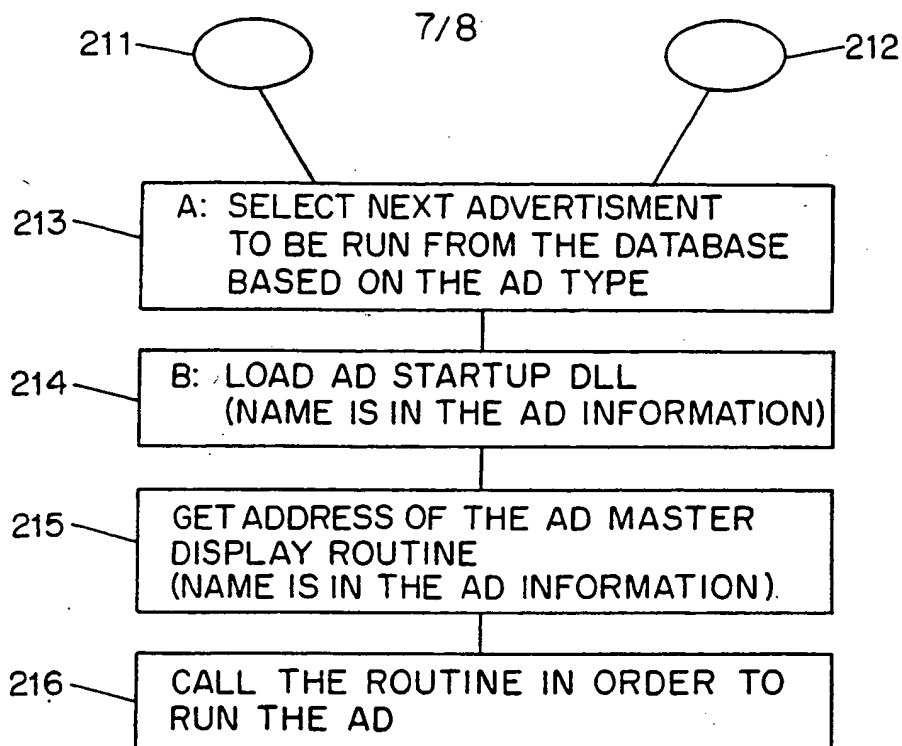 7/8
211
212
213
A: SELECT NEXT ADVERTISMENT
TO BE RUN FROM THE DATABASE
BASED ON THE AD TYPE
214
B: LOAD AD STARTUP DLL
(NAME IS IN THE AD INFORMATION)
215
GET ADDRESS OF THE AD MASTER
DISPLAY ROUTINE
(NAME IS IN THE AD INFORMATION).
216
CALL THE ROUTINE IN ORDER TO
RUN THE AD